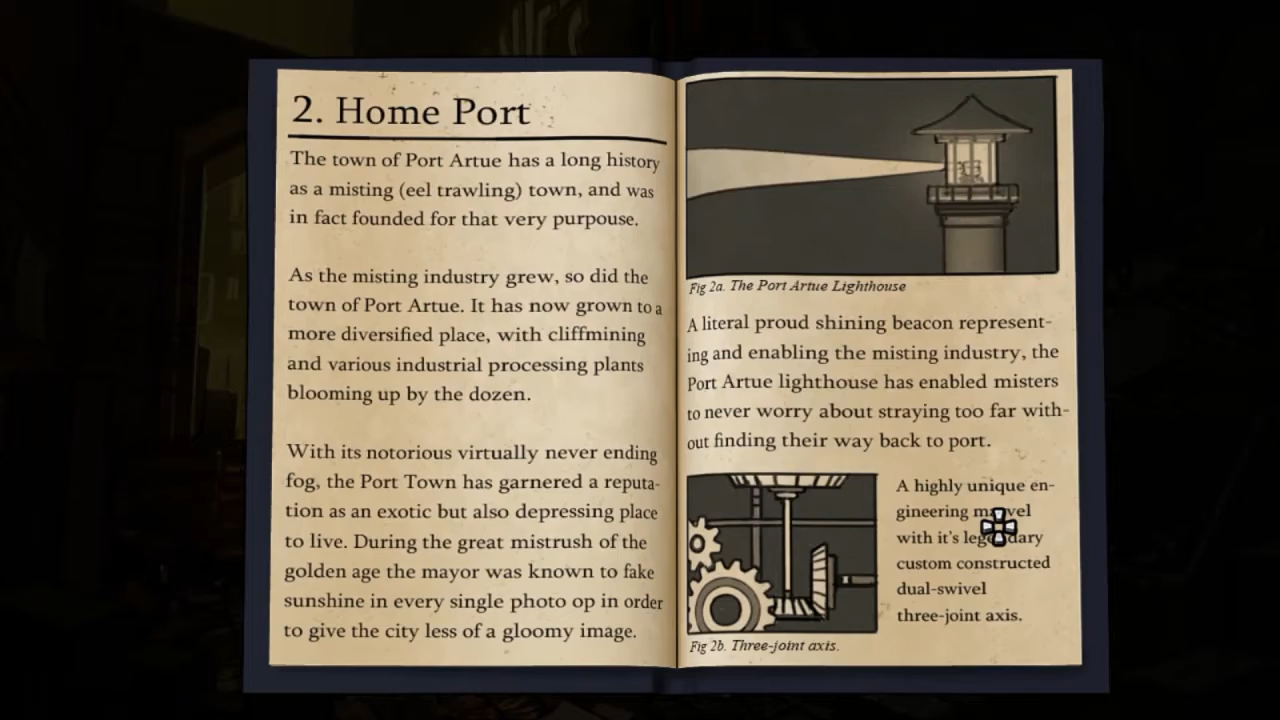 2. Home Port
The town of Port Artue has a long history
as a misting (eel trawling) town, and was
in fact founded for that very purpouse.
As the misting industry grew, so did the
town of Port Artue. It has now grown to a
more diversified place, with cliffmining
and various industrial processing plants
blooming up by the dozen.
With its notorious virtually never ending
fog, the Port Town has garnered a reputa-
tion as an exotic but also depressing place
to live. During the great mistrush of the
golden age the mayor was known to fake
sunshine in every single photo op in order
to give the city less of a gloomy image.
Fig 2a. The Port Artue Lighthouse
A literal proud shining beacon represent-
ing and enabling the misting industry, the
Port Artue lighthouse has enabled misters
to never worry about straying too far with-
out finding their way back to port.
A highly unique en-
gineering marvel
with it's legendary
custom constructed
dual-swivel
three-joint axis.
Fig 2b. Three-joint axis.